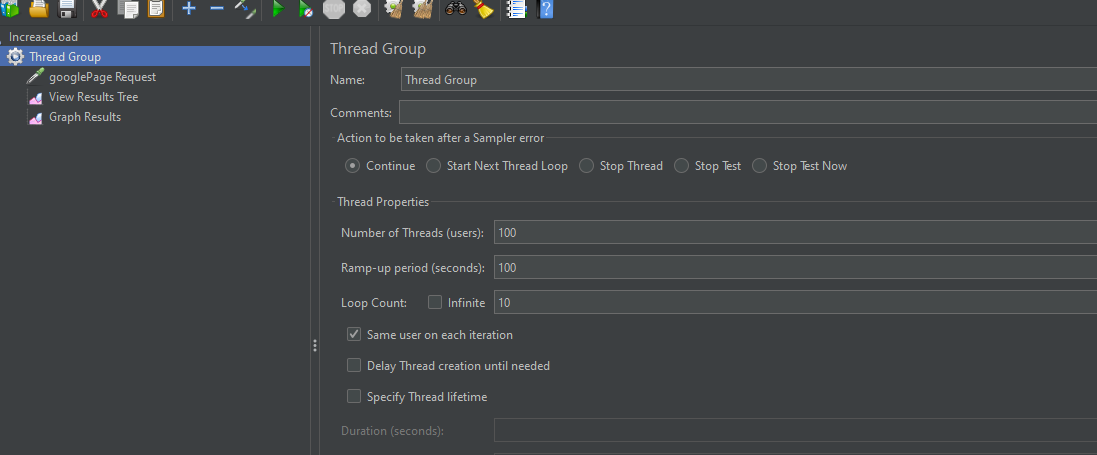 STOP
IncreaseLoad
Thread Group
googlePage Request
View Results Tree
Graph Results
Thread Group
Name: Thread Group
Comments:
Action to be taken after a Sampler error
Continue Start Next Thread Loop Stop Thread Stop Test Stop Test Now
Thread Properties
Number of Threads (users): 100
Ramp-up period (seconds): 100
Loop Count: Infinite 10
Same user on each iteration
Delay Thread creation until needed
Specify Thread lifetime
Duration (seconds):